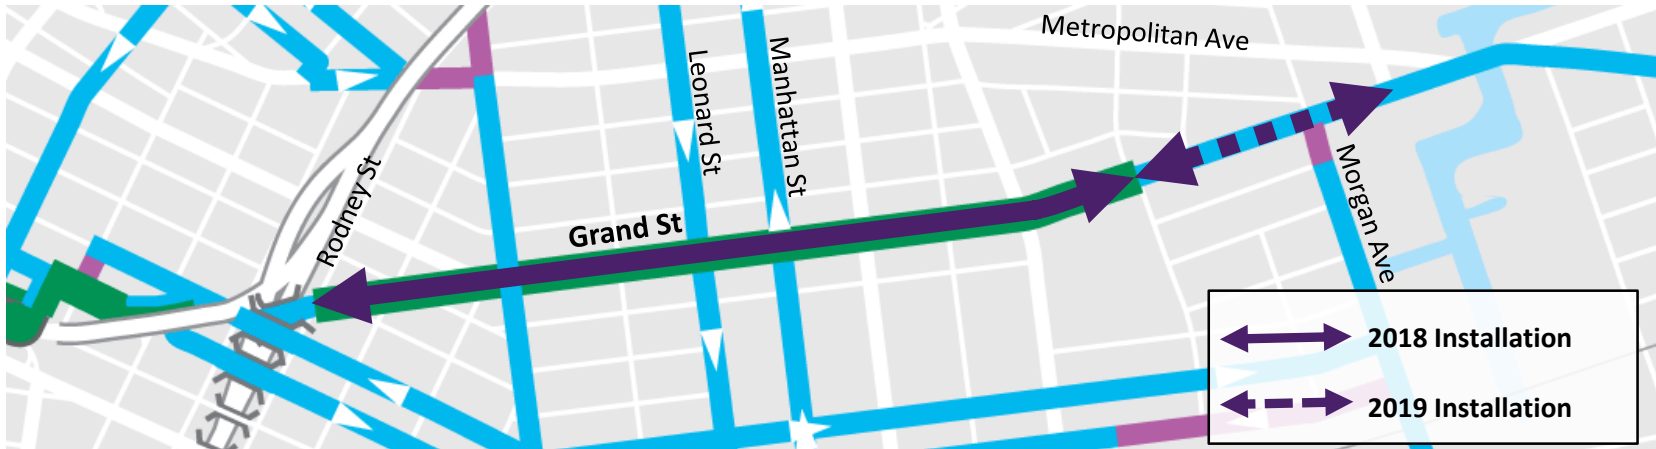 Metropolitan Ave
Leonard St
Manhattan St
Rodney St
Grand St
Morgan Ave
2018 Installation
2019 Installation